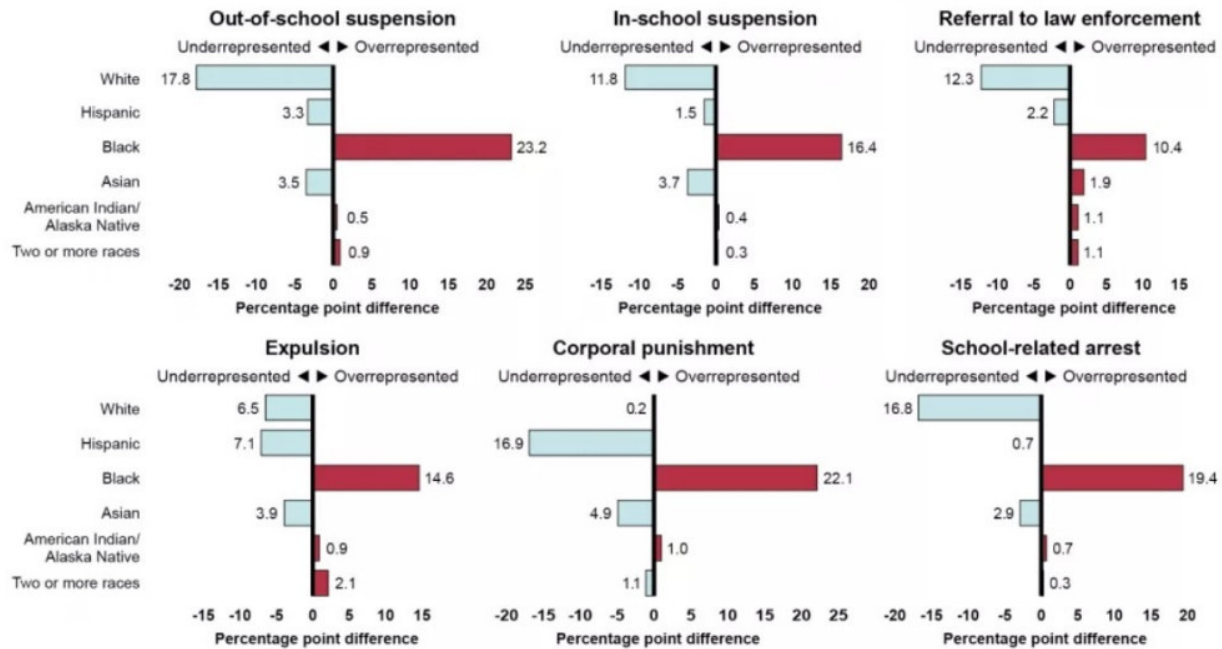 Out-of-school suspension
Underrepresented ◄ ► Overrepresented
White 17.8
Hispanic 3.3
Black 23.2
Asian 3.5
American Indian/
Alaska Native 0.5
Two or more races 0.9
-20 -15 -10 -5 0 5 10 15 20 25
Percentage point difference
In-school suspension
Underrepresented ◄ ► Overrepresented
11.8
1.5
16.4
3.7
0.4
0.3
-15 -10 -5 0 5 10 15 20
Percentage point difference
Referral to law enforcement
Underrepresented ◄ ► Overrepresented
12.3
2.2
10.4
1.9
1.1
1.1
-15 -10 -5 0 5 10 15
Percentage point difference
Expulsion
Underrepresented ◄ ► Overrepresented
White 6.5
Hispanic 7.1
Black 14.6
Asian 3.9
American Indian/
Alaska Native 0.9
Two or more races 2.1
-15 -10 -5 0 5 10 15
Percentage point difference
Corporal punishment
Underrepresented ◄ ► Overrepresented
0.2
16.9
22.1
4.9
1.0
1.1
-20 -15 -10 -5 0 5 10 15 20 25
Percentage point difference
School-related arrest
Underrepresented ◄ ► Overrepresented
16.8
0.7
19.4
2.9
0.7
0.3
-20 -15 -10 -5 0 5 10 15 20
Percentage point difference